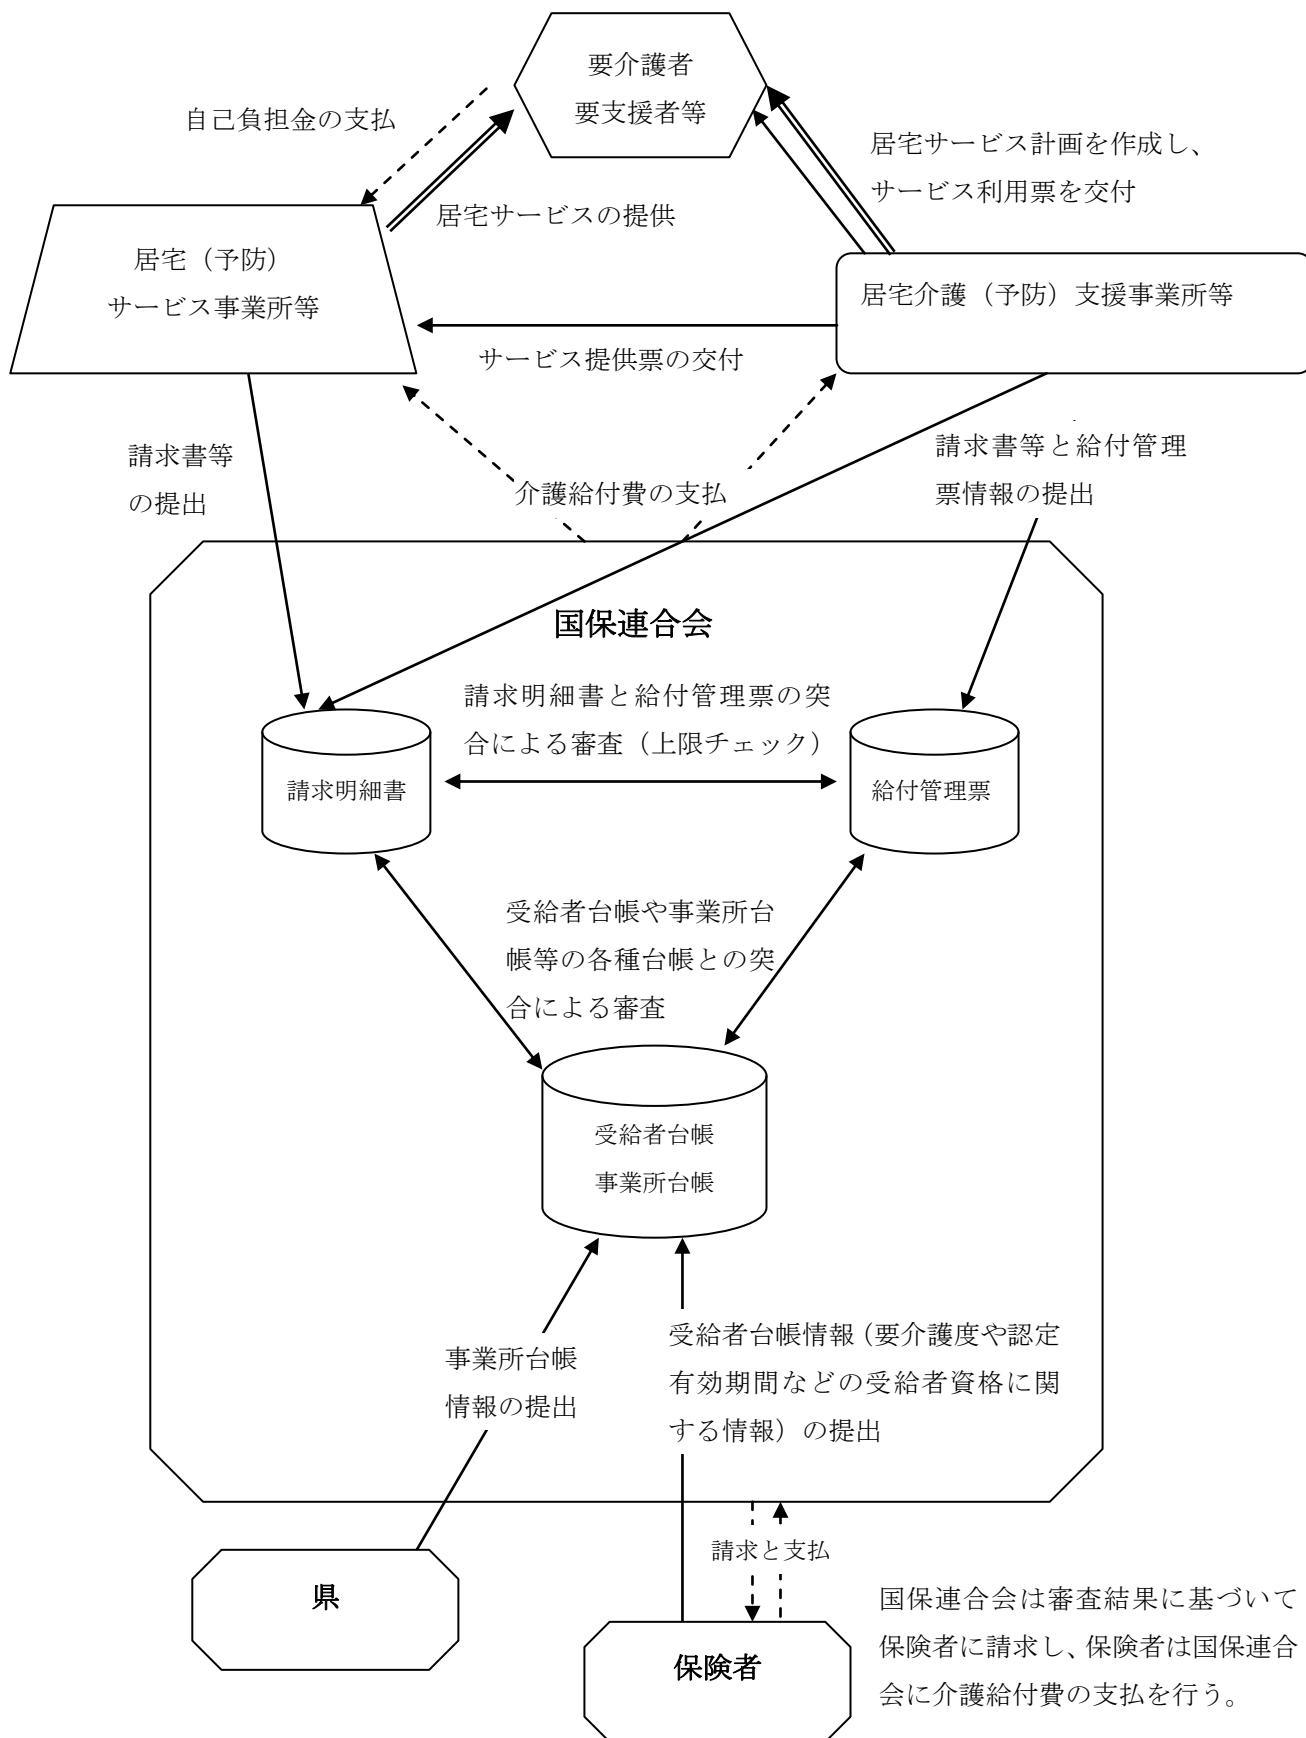 要介護者
要支援者等
自己負担金の支払
居宅サービス計画を作成し、
サービス利用票を交付
居宅サービスの提供
居宅（予防）
サービス事業所等
居宅介護（予防）支援事業所等
サービス提供票の交付
請求書等
の提出
請求書等と給付管理
票情報の提出
介護給付費の支払
国保連合会
請求明細書と給付管理票の突
合による審査（上限チェック）
請求明細書
給付管理票
受給者台帳や事業所台
帳等の各種台帳との突
合による審査
受給者台帳
事業所台帳
事業所台帳
情報の提出
受給者台帳情報（要介護度や認定
有効期間などの受給者資格に関
する情報）の提出
請求と支払
県
保険者
国保連合会は審査結果に基づいて
保険者に請求し、保険者は国保連合
会に介護給付費の支払を行う。